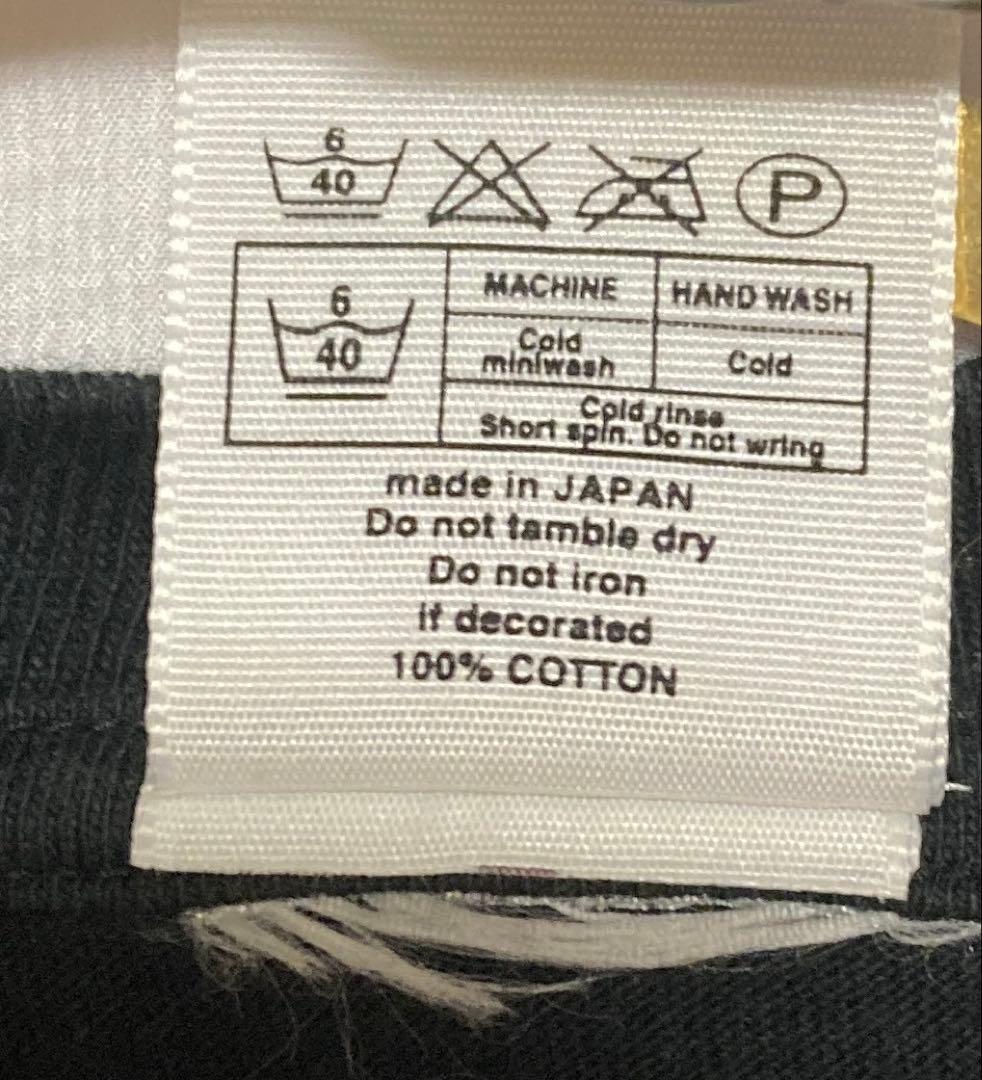 6
40
P
6
40
MACHINE
HAND WASH
Cold
miniwash
Cold
Cold rinse
Short spin. Do not wring
made in JAPAN
Do not tamble dry
Do not iron
if decorated
100% COTTON